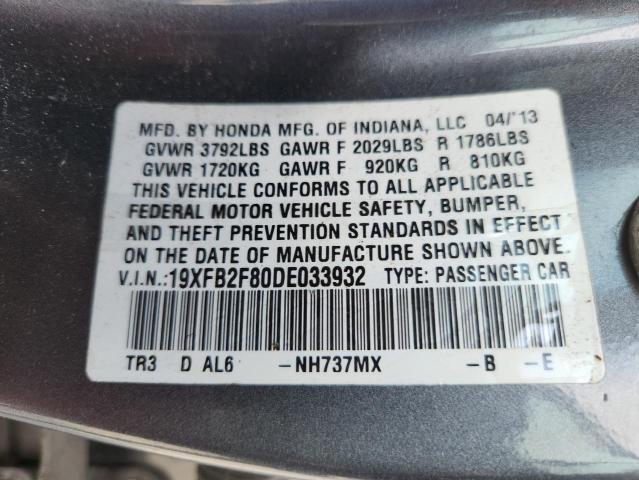 MFD. BY HONDA MFG. OF INDIANA, LLC 04/'13
GVWR 3792LBS GAWR F 2029LBS R 1786LBS
GVWR 1720KG GAWR F 920KG R 810KG
THIS VEHICLE CONFORMS TO ALL APPLICABLE
FEDERAL MOTOR VEHICLE SAFETY, BUMPER,
AND THEFT PREVENTION STANDARDS IN EFFECT
ON THE DATE OF MANUFACTURE SHOWN ABOVE.
V.I.N.:19XFB2F80DE033932 TYPE: PASSENGER CAR
TR3 D AL6 -NH737MX -B -E